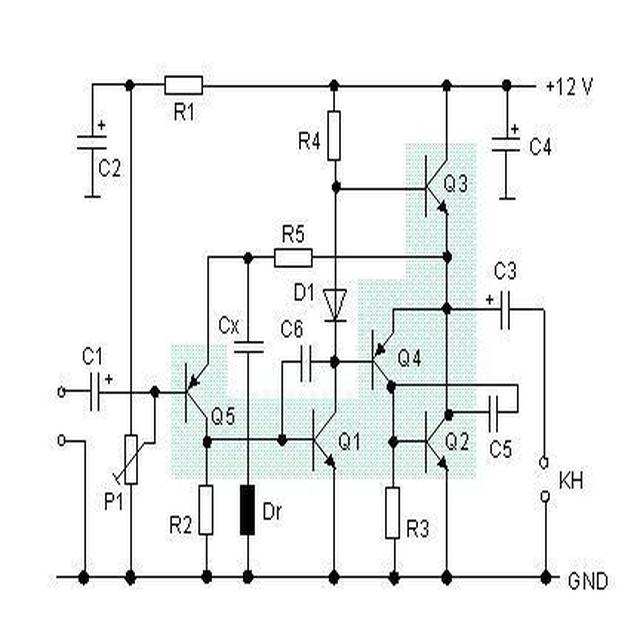 +12 V
R1
+
C2
R4
+
C4
Q3
R5
D1
C3
+
Cx
C6
C1
+
Q4
Q5
Q1
Q2
C5
P1
R2
Dr
R3
KH
GND